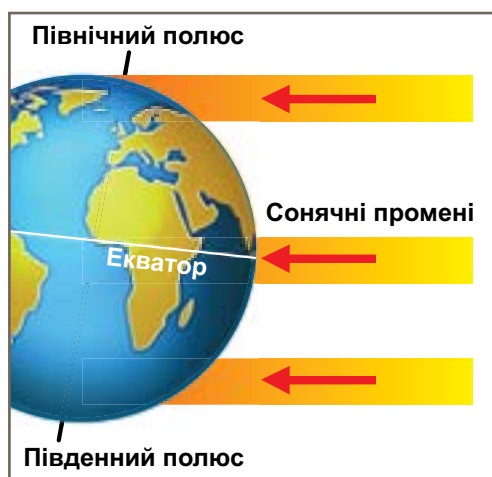 Північний полюс
Сонячні промені
Екватор
Південний полюс